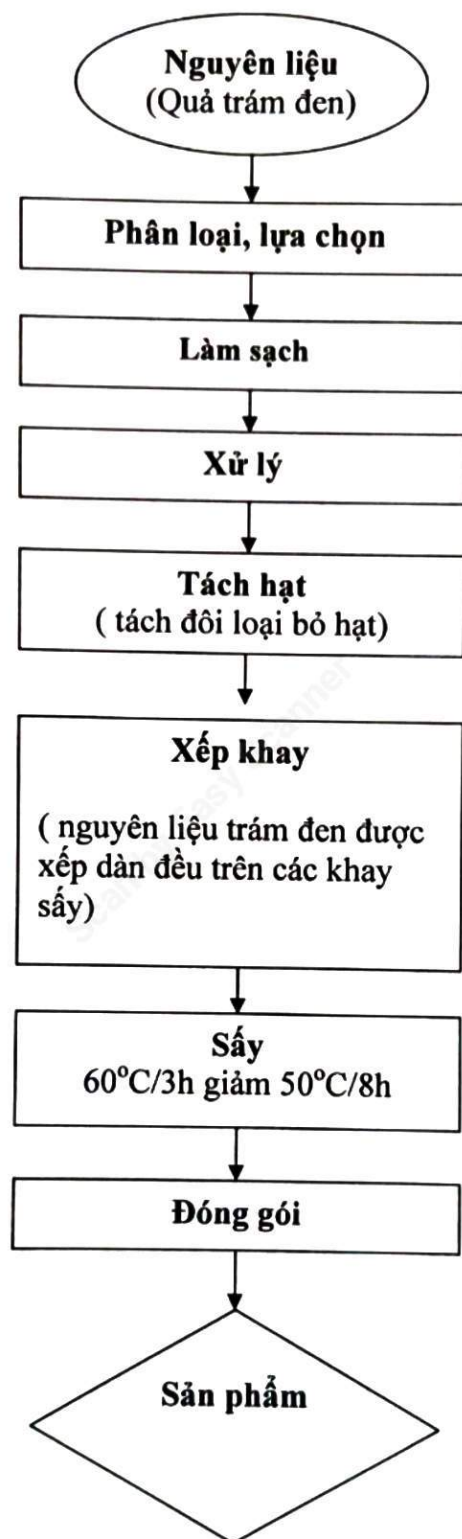 Nguyên liệu
(Quả trám đen)
Phân loại, lựa chọn
Làm sạch
Xử lý
Tách hạt
( tách đôi loại bỏ hạt)
Xếp khay
( nguyên liệu trám đen được
xếp dàn đều trên các khay
sấy)
Sấy
60°C/3h giảm 50°C/8h
Đóng gói
Sản phẩm